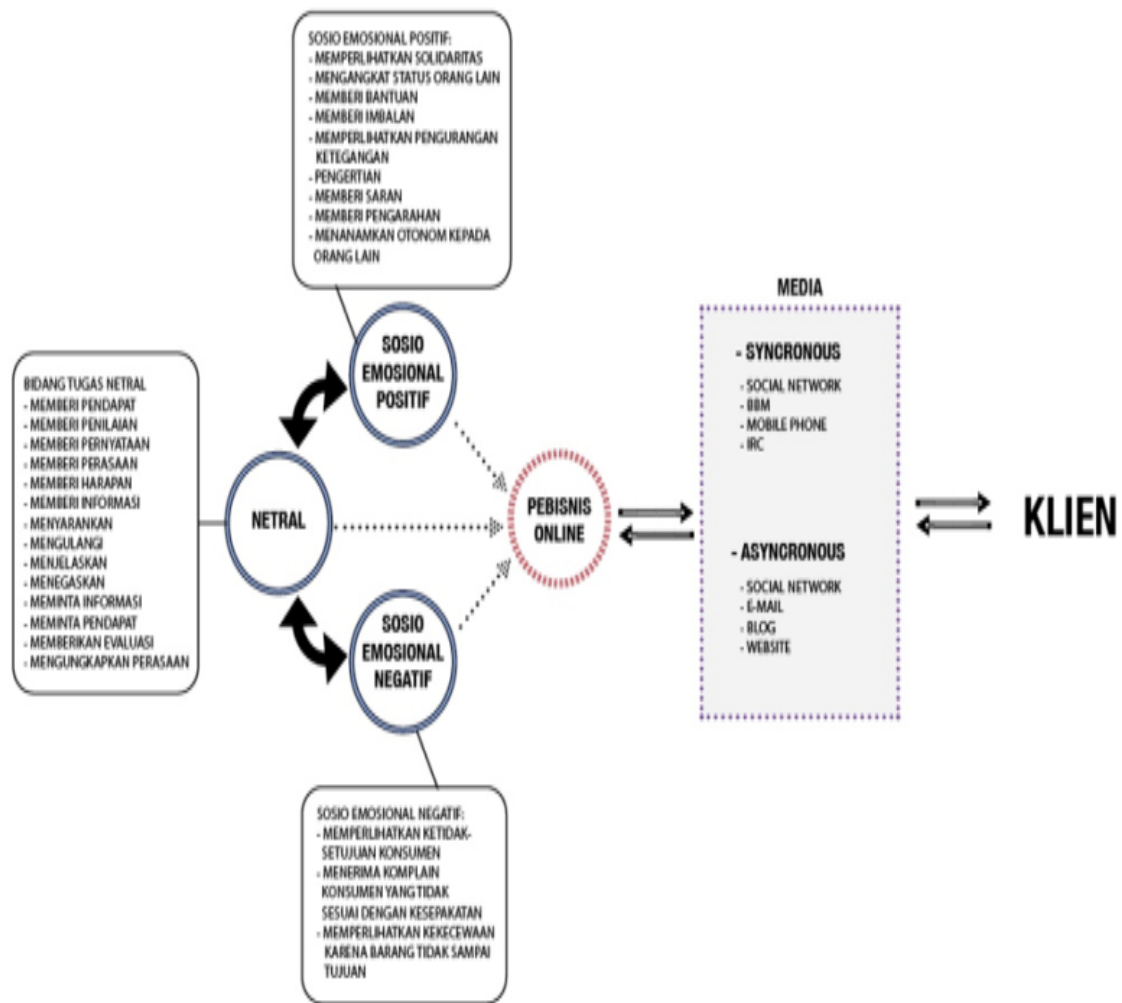 SOSIO EMOSIONAL POSITIF:
- MEMPERLIHATKAN SOLIDARITAS
- MENGANGKAT STATUS ORANG LAIN
- MEMBERI BANTUAN
- MEMBERI IMBALAN
- MEMPERLIHATKAN PENGURANGAN
KETEGANGAN
- PENGERTIAN
- MEMBERI SARAN
- MEMBERI PENGARAHAN
- MENANAMKAN OTONOM KEPADA
ORANG LAIN
BIDANG TUGAS NETRAL
- MEMBERI PENDAPAT
- MEMBERI PENILAIAN
- MEMBERI PERNYATAAN
- MEMBERI PERASAAN
- MEMBERI HARAPAN
- MEMBERI INFORMASI
- MENYARANKAN
- MENGULANGI
- MENJELASKAN
- MENEGASKAN
- MEMINTA INFORMASI
- MEMINTA PENDAPAT
- MEMBERIKAN EVALUASI
- MENGUNGKAPKAN PERASAAN
SOSIO
EMOSIONAL
POSITIF
NETRAL
SOSIO
EMOSIONAL
NEGATIF
PEBISNIS
ONLINE
MEDIA
- SYNCRONOUS
- SOCIAL NETWORK
- BBM
- MOBILE PHONE
- IRC
- ASYNCRONOUS
- SOCIAL NETWORK
- E-MAIL
- BLOG
- WEBSITE
KLIEN
SOSIO EMOSIONAL NEGATIF:
- MEMPERLIHATKAN KETIDAK-
SETUJUAN KONSUMEN
- MENERIMA KOMPLAIN
KONSUMEN YANG TIDAK
SESUAI DENGAN KESEPAKATAN
- MEMPERLIHATKAN KEKECEWAAN
KARENA BARANG TIDAK SAMPAI
TUJUAN